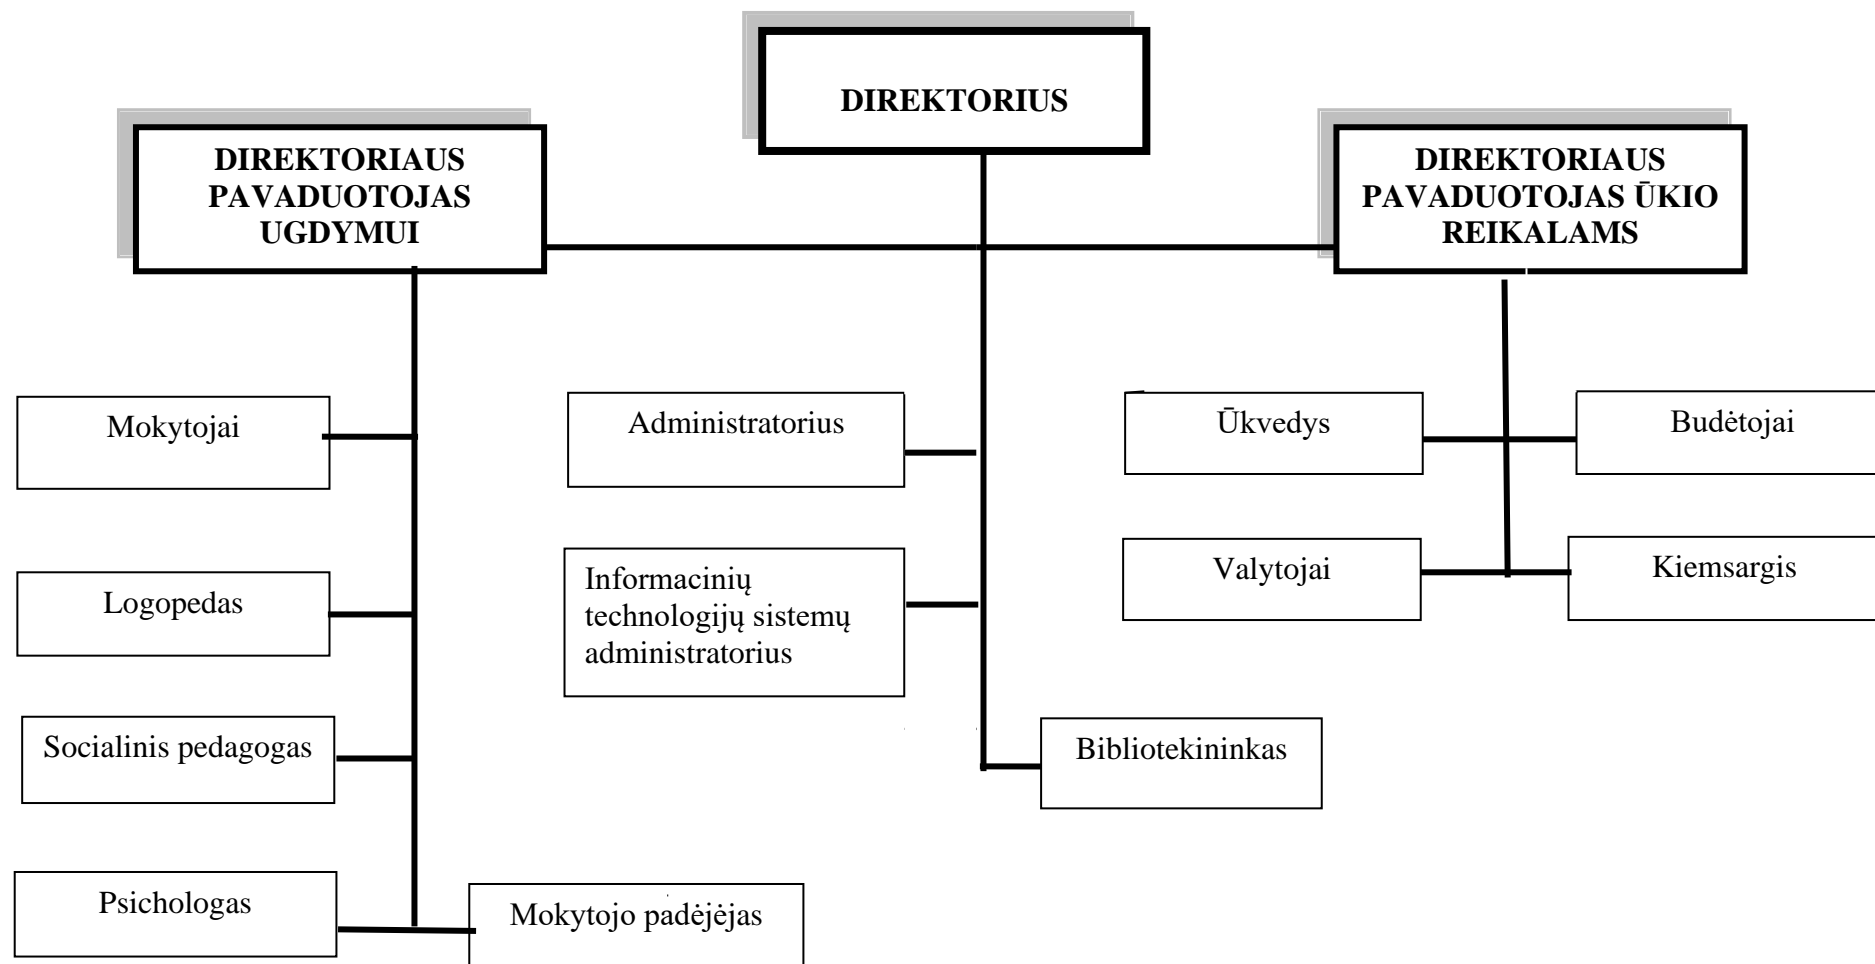 DIREKTORIUS
DIREKTORIAUS
PAVADUOTOJAS
UGDYMUI
DIREKTORIAUS
PAVADUOTOJAS ŪKIO
REIKALAMS
Mokytojai
Administratorius
Ūkvedys
Budėtojai
Logopedas
Informacinių
technologijų sistemų
administratorius
Valytojai
Kiemsargis
Socialinis pedagogas
Bibliotekininkas
Psichologas
Mokytojo padėjėjas